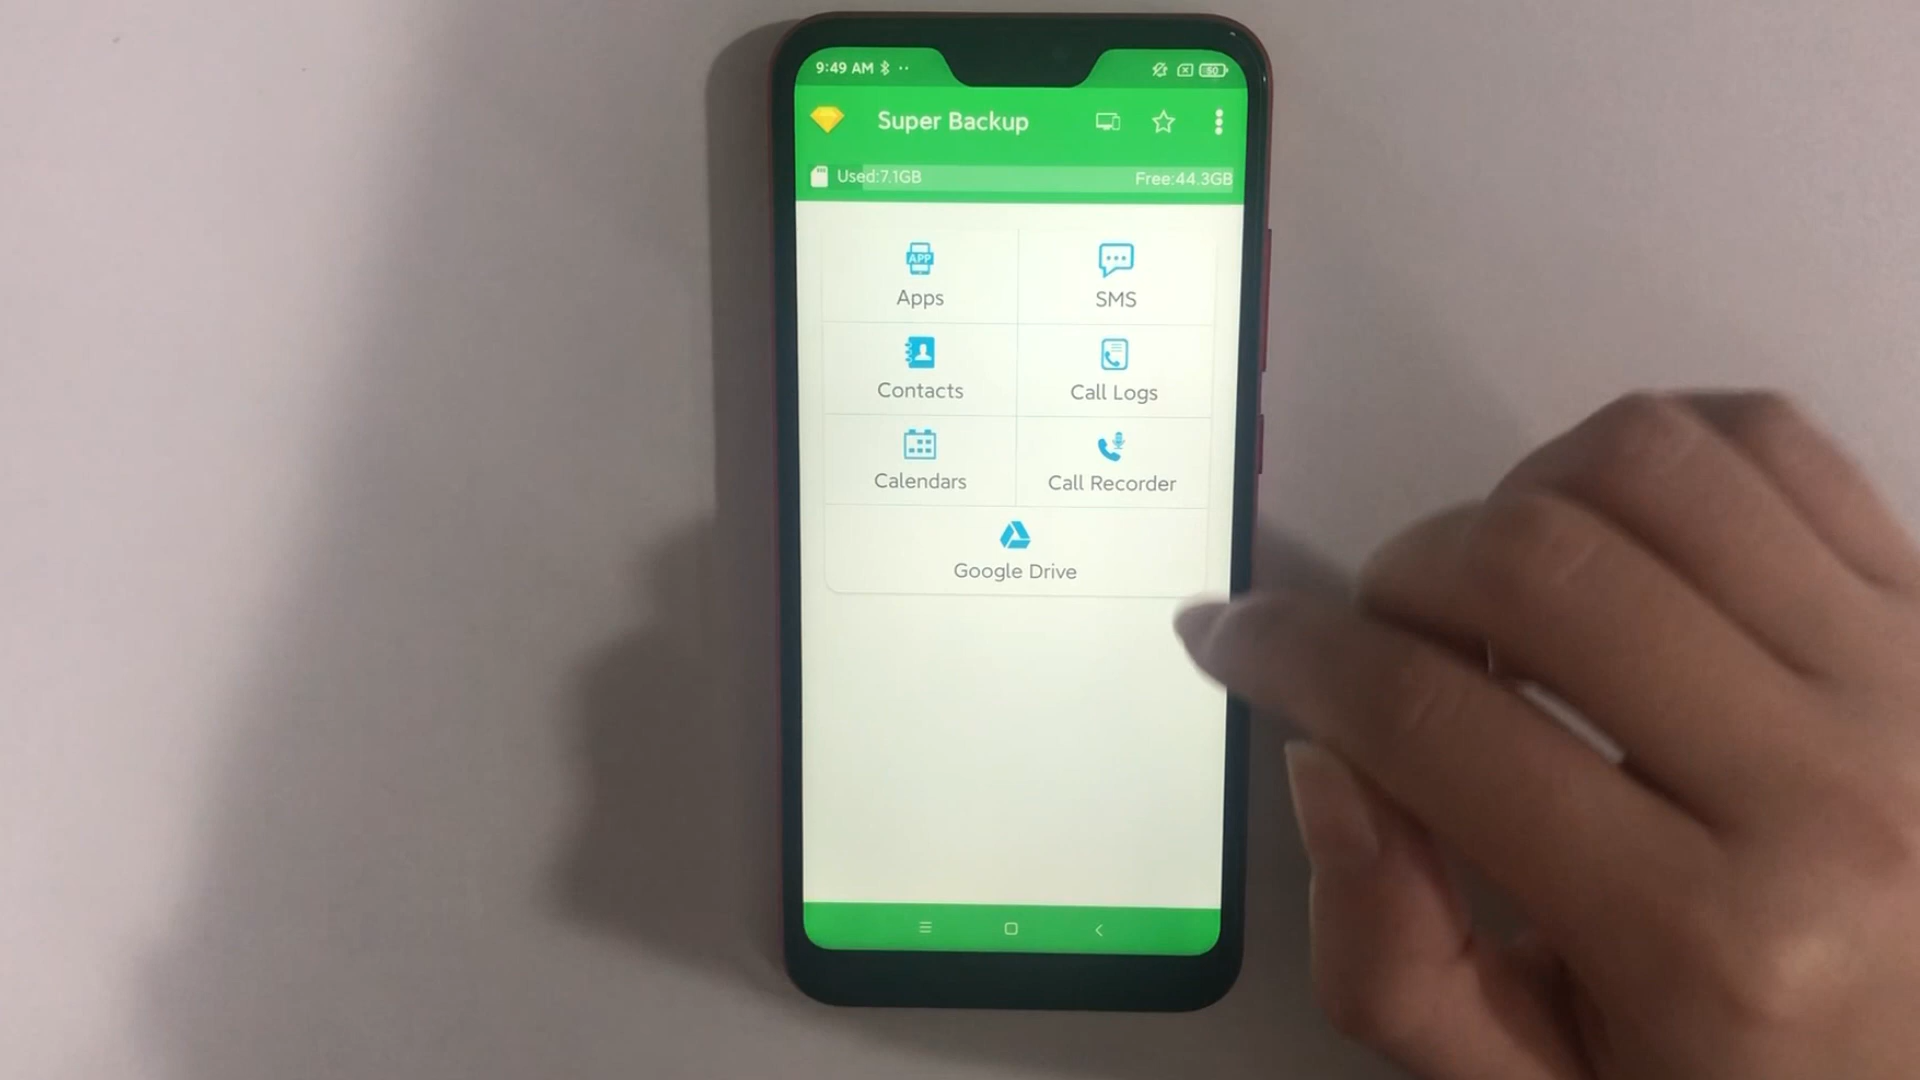 9:49 AM
50
Super Backup
Used:7.1GB
Free:44.3GB
APP
Apps
SMS
Contacts
Call Logs
Calendars
Call Recorder
Google Drive